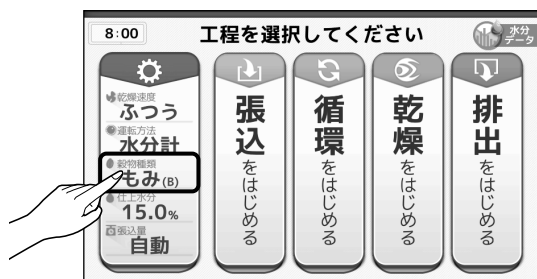 8:00
工程を選択してください
水分
データ
乾燥速度
ふつう
運転方法
水分計
穀物種類
もみ(B)
仕上水分
15.0%
張込量
自動
張込をはじめる
循環をはじめる
乾燥をはじめる
排出をはじめる